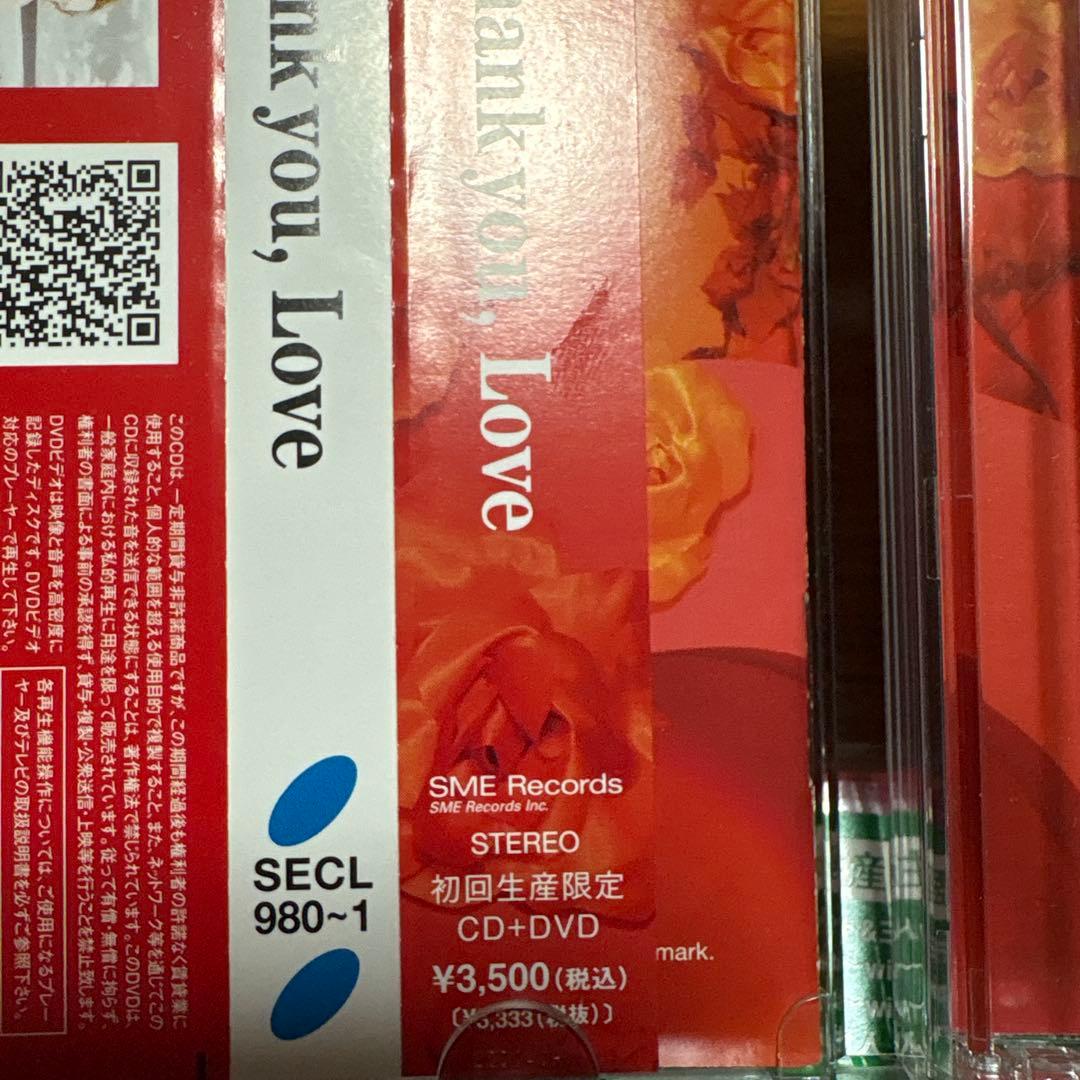 このCDは、一定期間貸与非許諾商品ですが、この期間経過後も権利者の許諾なく賃貸業に
使用すること、個人的な範囲を超える使用目的で複製すること、また、ネットワーク等を通じてこの
CDに収録された音を送信できる状態にすることは、著作権法で禁じられています。このDVDは、
一般家庭内における私的再生に用途を限って販売されています。従って有償・無償に拘らず、
権利者の書面による事前の承認を得ず、貸与・複製・公衆送信・上映等を行うことを禁止致します。
DVDビデオは映像と音声を高密度に
記録したディスクです。DVDビデオ
対応のプレーヤーで再生して下さい。
各再生機能操作については、ご使用になるプレー
ヤー及びテレビの取扱説明書を必ずご参照下さい。
nk you, Love
SECL
980~1
ank you, Love
SME Records
SME Records Inc.
STEREO
初回生産限定
CD+DVD
¥3,500(税込)
[¥3,333(税抜)]
mark.